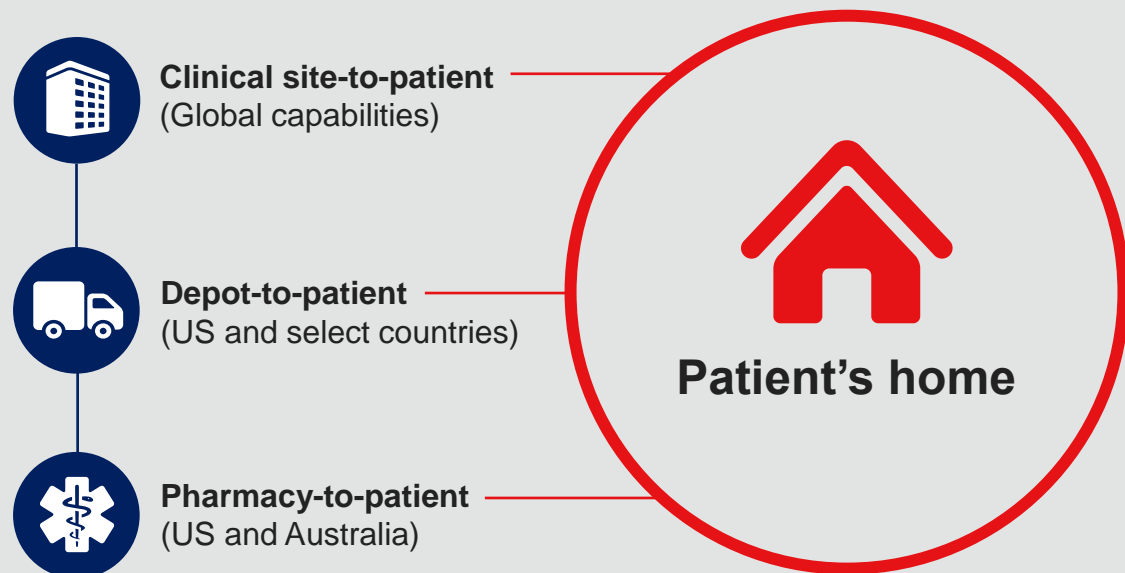 Clinical site-to-patient
(Global capabilities)
Depot-to-patient
(US and select countries)
Patient’s home
Pharmacy-to-patient
(US and Australia)